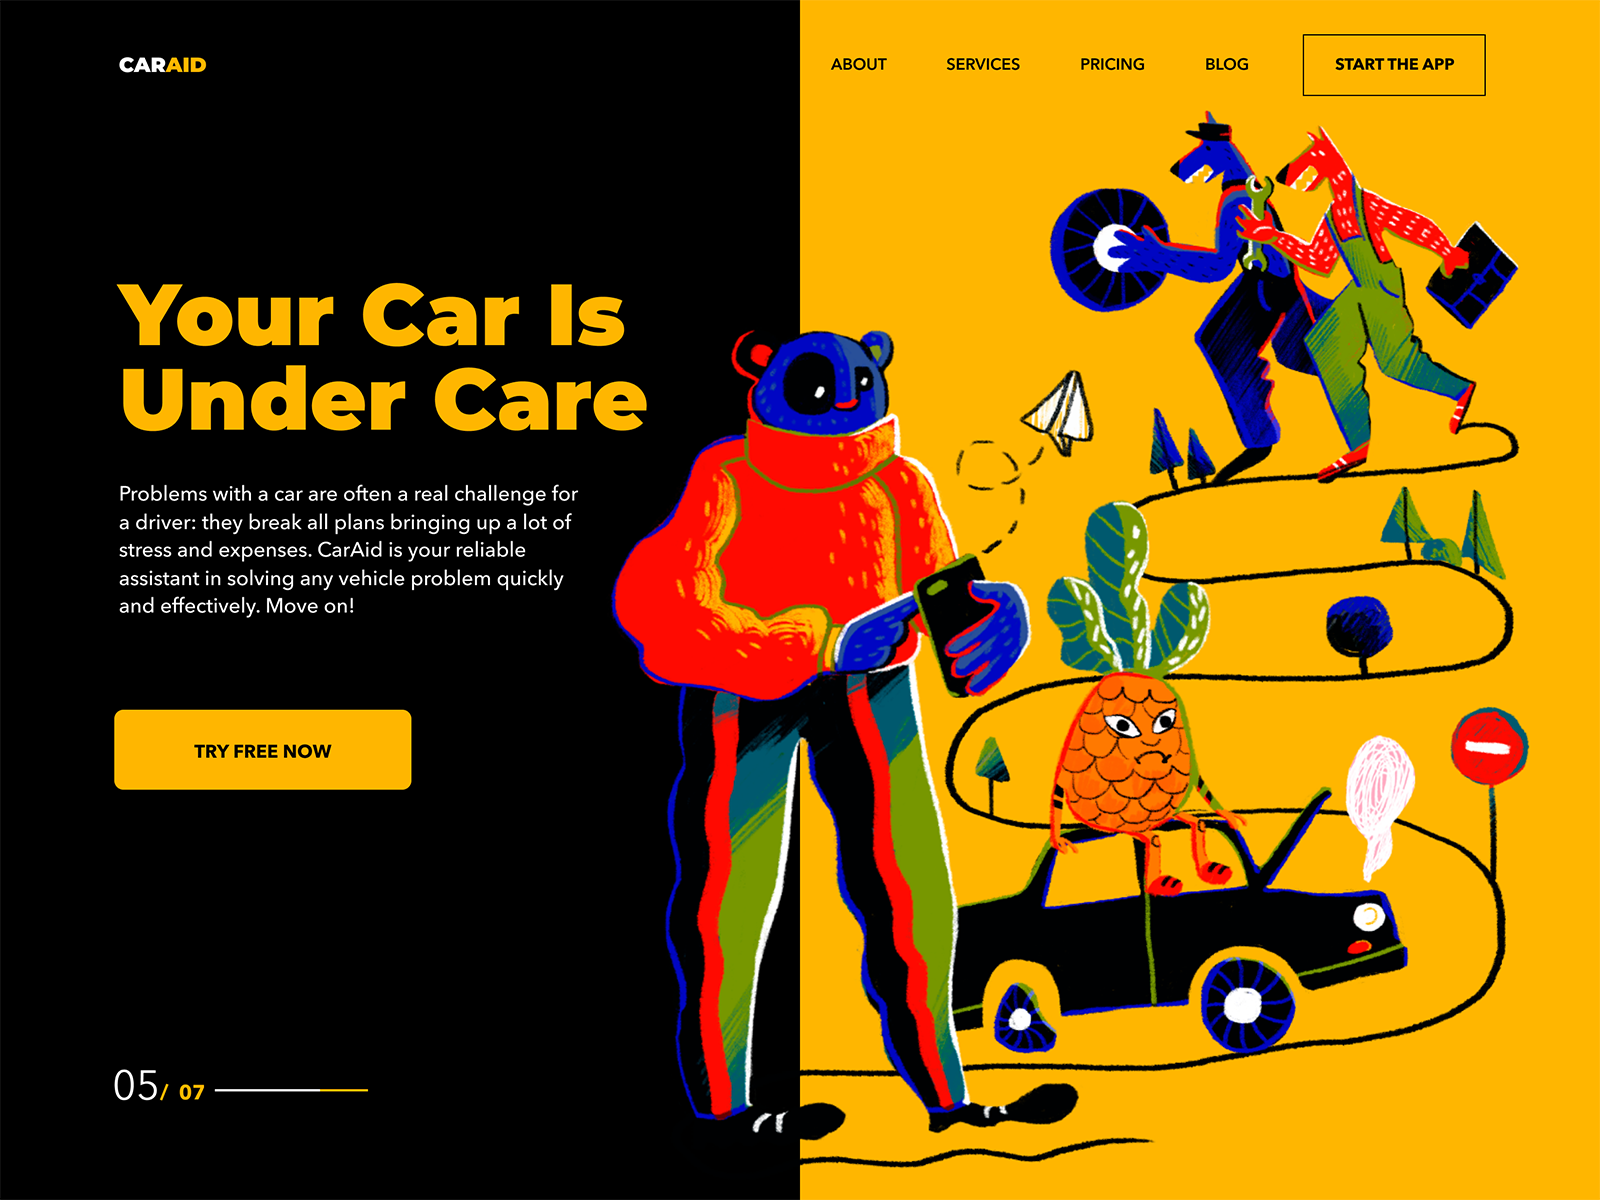 CARAID
ABOUT SERVICES PRICING BLOG START THE APP
Your Car Is
Under Care
Problems with a car are often a real challenge for
a driver: they break all plans bringing up a lot of
stress and expenses. CarAid is your reliable
assistant in solving any vehicle problem quickly
and effectively. Move on!
TRY FREE NOW
05/ 07